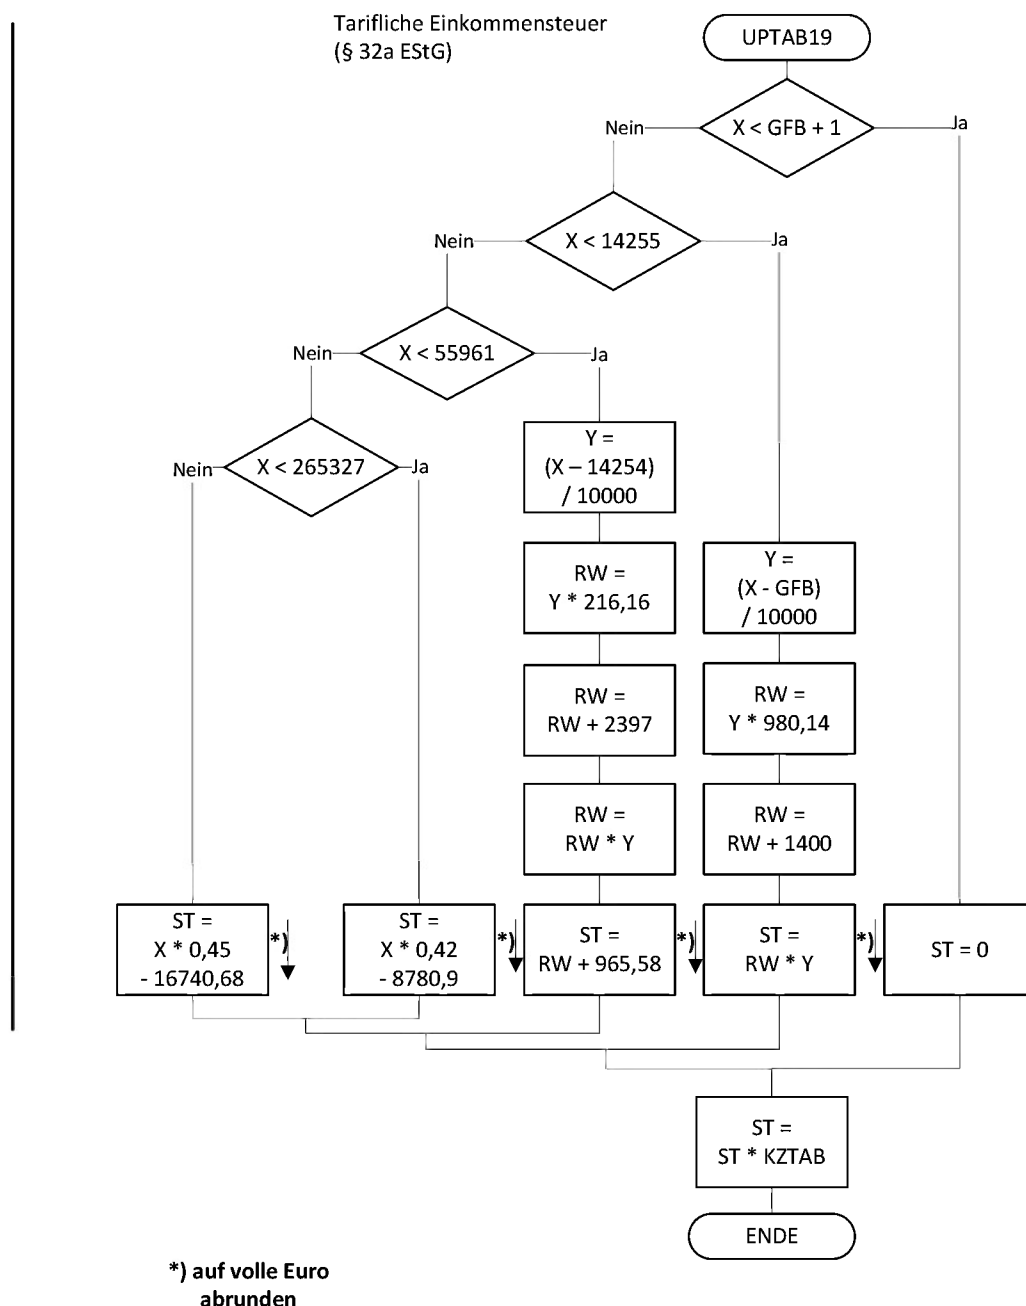 Tarifliche Einkommensteuer
(§ 32a EStG)
UPTAB19
X < GFB + 1
Nein
Ja
X < 14255
Nein
Ja
X < 55961
Nein
Ja
X < 265327
Nein
Ja
Y =
(X – 14254)
/ 10000
RW =
Y * 216,16
Y =
(X - GFB)
/ 10000
RW =
RW + 2397
RW =
Y * 980,14
RW =
RW * Y
RW =
RW + 1400
ST =
X * 0,45
- 16740,68
*)
ST =
X * 0,42
- 8780,9
*)
ST =
RW + 965,58
*)
ST =
RW * Y
*)
ST = 0
ST =
ST * KZTAB
ENDE
*) auf volle Euro
abrunden